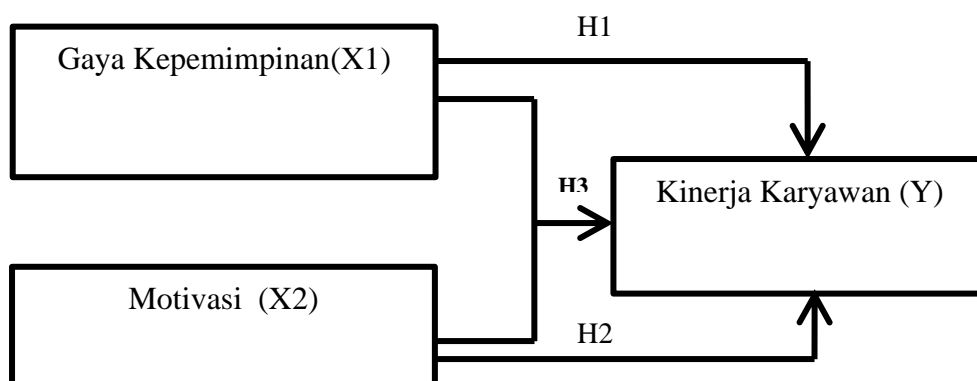 H1
Gaya Kepemimpinan(X1)
H3
Kinerja Karyawan (Y)
Motivasi (X2)
H2